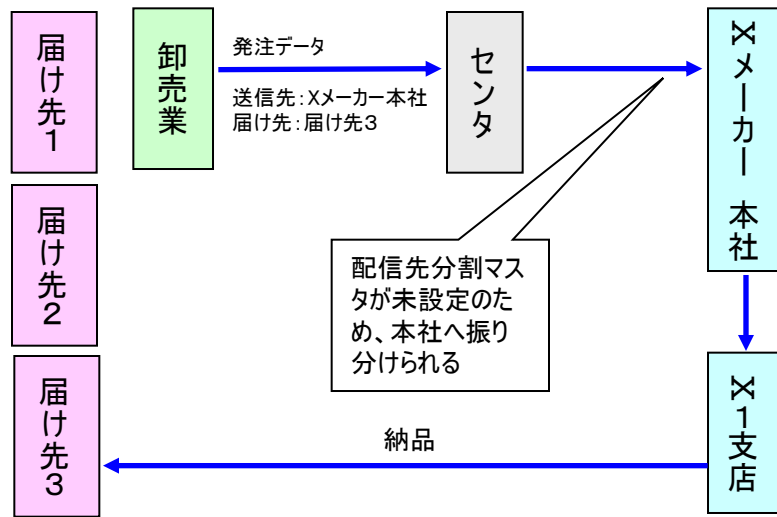 届け先1
卸売業
発注データ
送信先：Xメーカー本社
届け先：届け先3
センタ
Xメーカー 本社
届け先2
配信先分割マス
タが未設定のた
め、本社へ振り
分けられる
届け先3
納品
X1支店